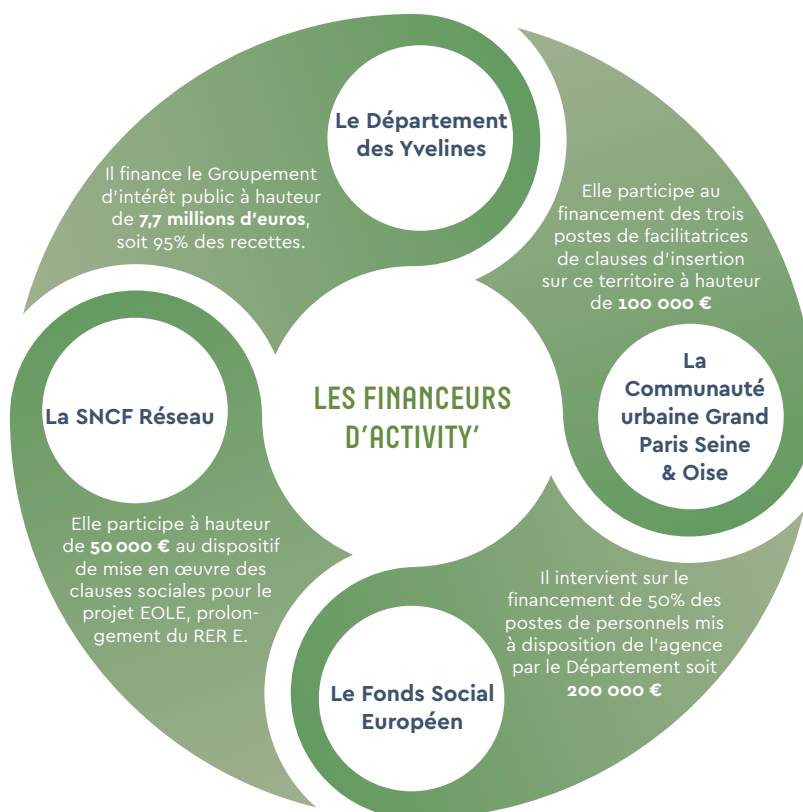 Le Département
des Yvelines
Il finance le Groupement
d'intérêt public à hauteur
de 7,7 millions d'euros,
soit 95% des recettes.
Elle participe au
financement des trois
postes de facilitatrices
de clauses d'insertion
sur ce territoire à hauteur
de 100 000 €
La
Communauté
urbaine Grand
Paris Seine
& Oise
LES FINANCEURS
D'ACTIVITY'
La SNCF Réseau
Elle participe à hauteur
de 50 000 € au dispositif
de mise en œuvre des
clauses sociales pour le
projet EOLE, prolon-
gement du RER E.
Il intervient sur le
financement de 50% des
postes de personnels mis
à disposition de l'agence
par le Département soit
200 000 €
Le Fonds Social
Européen